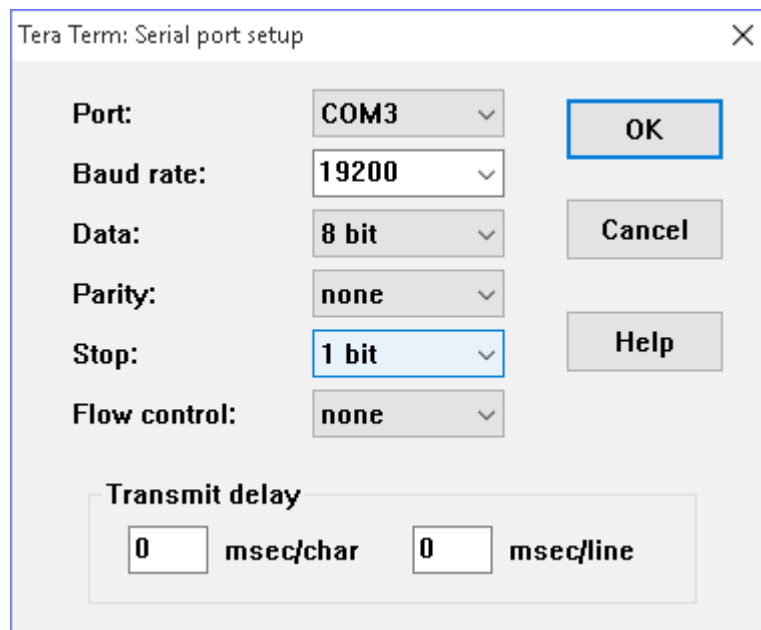 Tera Term: Serial port setup
Port: COM3
OK
Baud rate: 19200
Data: 8 bit
Cancel
Parity: none
Stop: 1 bit
Help
Flow control: none
Transmit delay
0 msec/char 0 msec/line